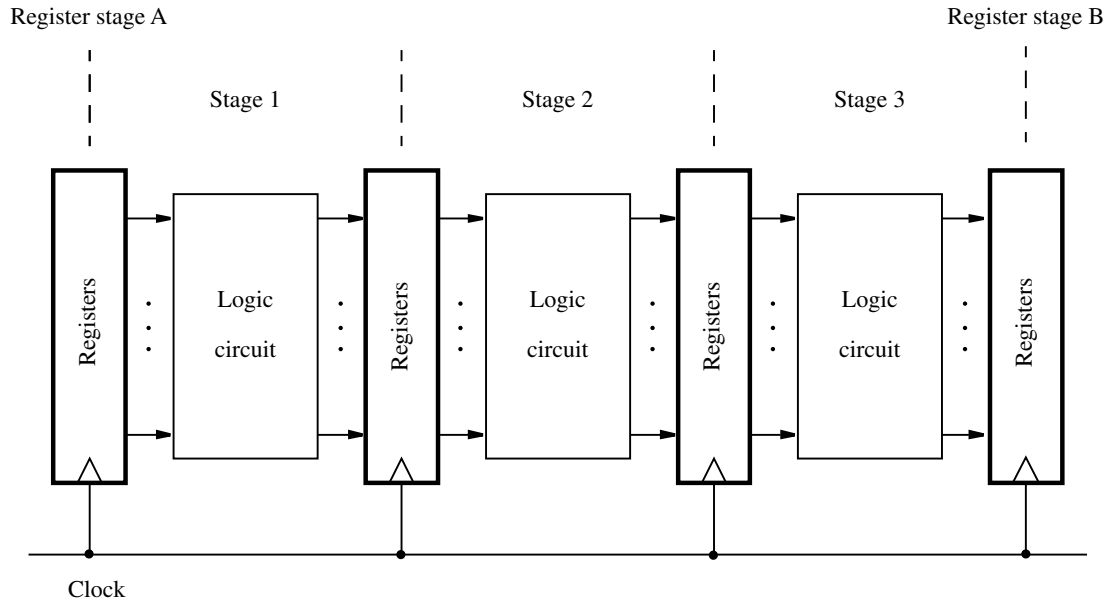 Register stage A
Register stage B
Stage 1
Stage 2
Stage 3
Registers
Logic
circuit
Registers
Logic
circuit
Registers
Logic
circuit
Registers
Clock